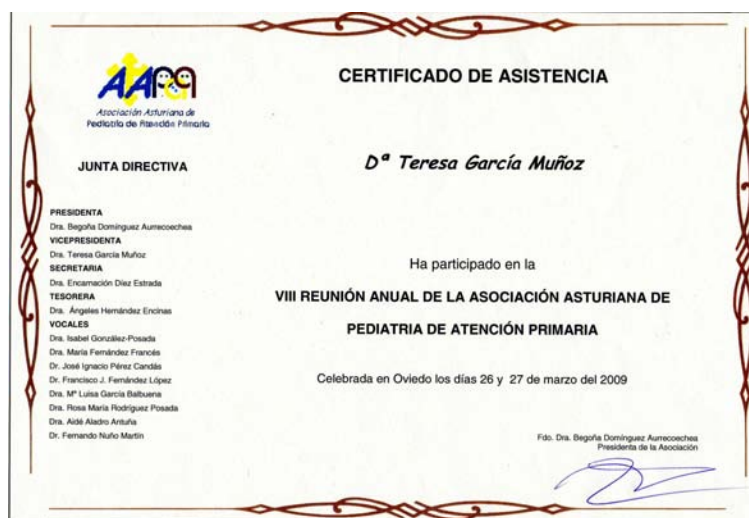 AAPap
Asociación Asturiana de
Pediatría de Atención Primaria
JUNTA DIRECTIVA
PRESIDENTA
Dra. Begoña Domínguez Aurrecoechea
VICEPRESIDENTA
Dra. Teresa García Muñoz
SECRETARIA
Dra. Encarnación Díez Estrada
TESORERA
Dra. Ángeles Hernández Encinas
VOCALES
Dra. Isabel González-Posada
Dra. María Fernández Francés
Dr. José Ignacio Pérez Candás
Dr. Francisco J. Fernández López
Dra. Mª Luisa García Balbuena
Dra. Rosa María Rodríguez Posada
Dra. Aidé Aladro Antuña
Dr. Fernando Nuño Martín
CERTIFICADO DE ASISTENCIA
Dª Teresa García Muñoz
Ha participado en la
VIII REUNIÓN ANUAL DE LA ASOCIACIÓN ASTURIANA DE
PEDIATRIA DE ATENCIÓN PRIMARIA
Celebrada en Oviedo los días 26 y 27 de marzo del 2009
Fdo. Dra. Begoña Domínguez Aurrecoechea
Presidenta de la Asociación